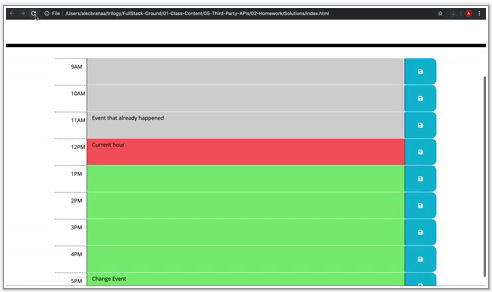 File | /Users/alecbranaa/trilogy/FullStack-Ground/01-Class-Content/05-Third-Party-APIs/02-Homework/Solutions/index.html
9AM
10AM
11AM Event that already happened
12PM Current hour
1PM
2PM
3PM
4PM
5PM Change Event